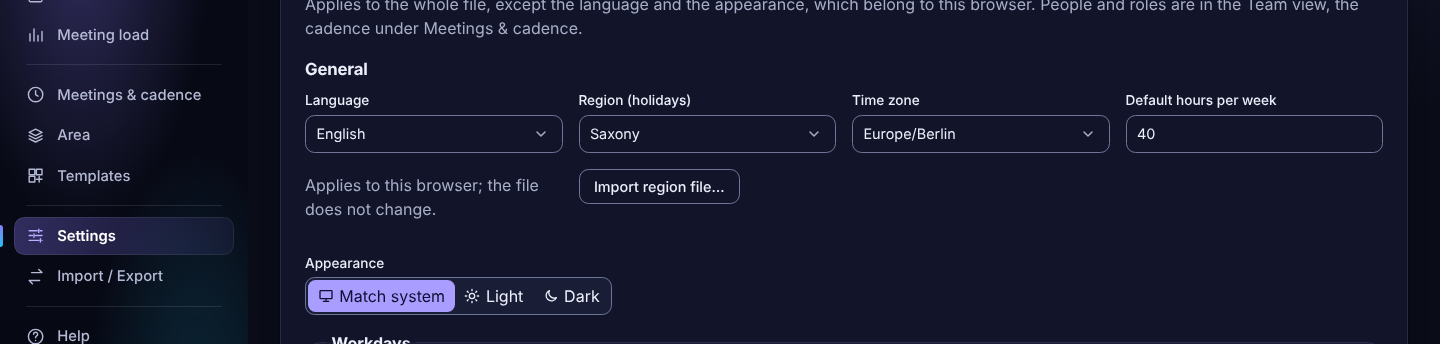 Applies to the whole file, except the language and the appearance, which belong to this browser. People and roles are in the Team view, the
cadence under Meetings & cadence.
Meeting load
General
Meetings & cadence
Language
Region (holidays)
Time zone
Default hours per week
Area
English
Saxony
Europe/Berlin
40
Templates
Applies to this browser; the file
does not change.
Import region file...
Settings
Import / Export
Appearance
Match system
Light
Dark
Help
Workdays